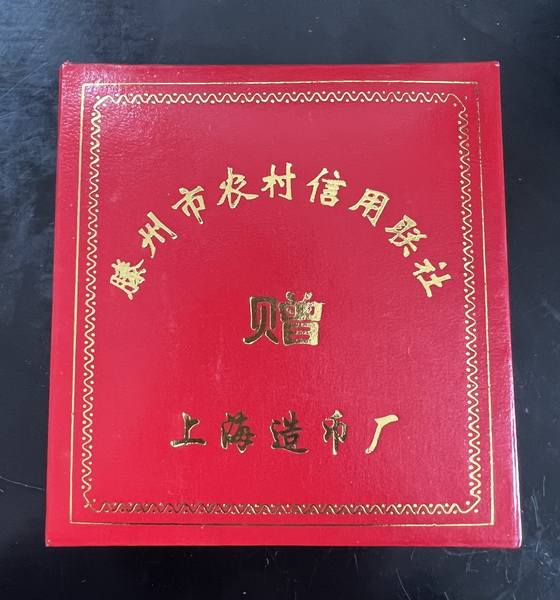 滕州市农村信用联社
赠
上海造币厂